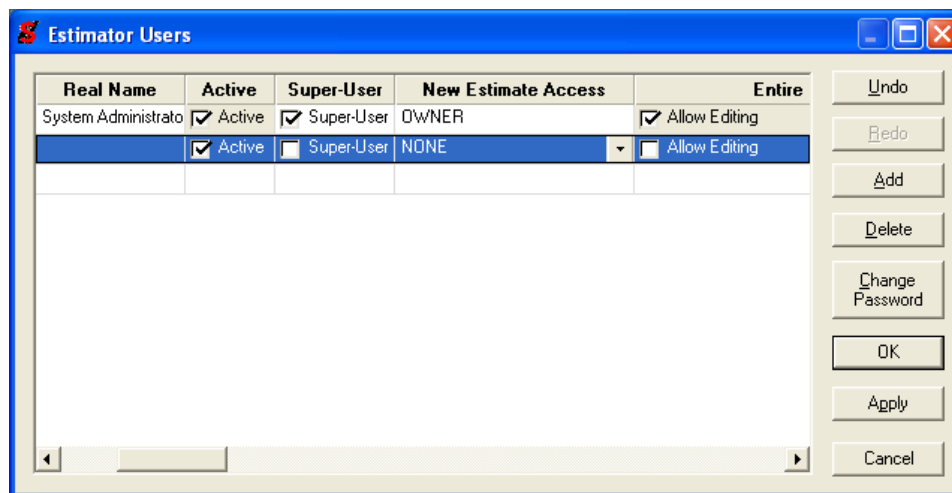 Estimator Users
Real Name Active Super-User New Estimate Access Entire
System Administrato Active Super-User OWNER Allow Editing
Active Super-User NONE Allow Editing
Undo
Redo
Add
Delete
Change
Password
OK
Apply
Cancel